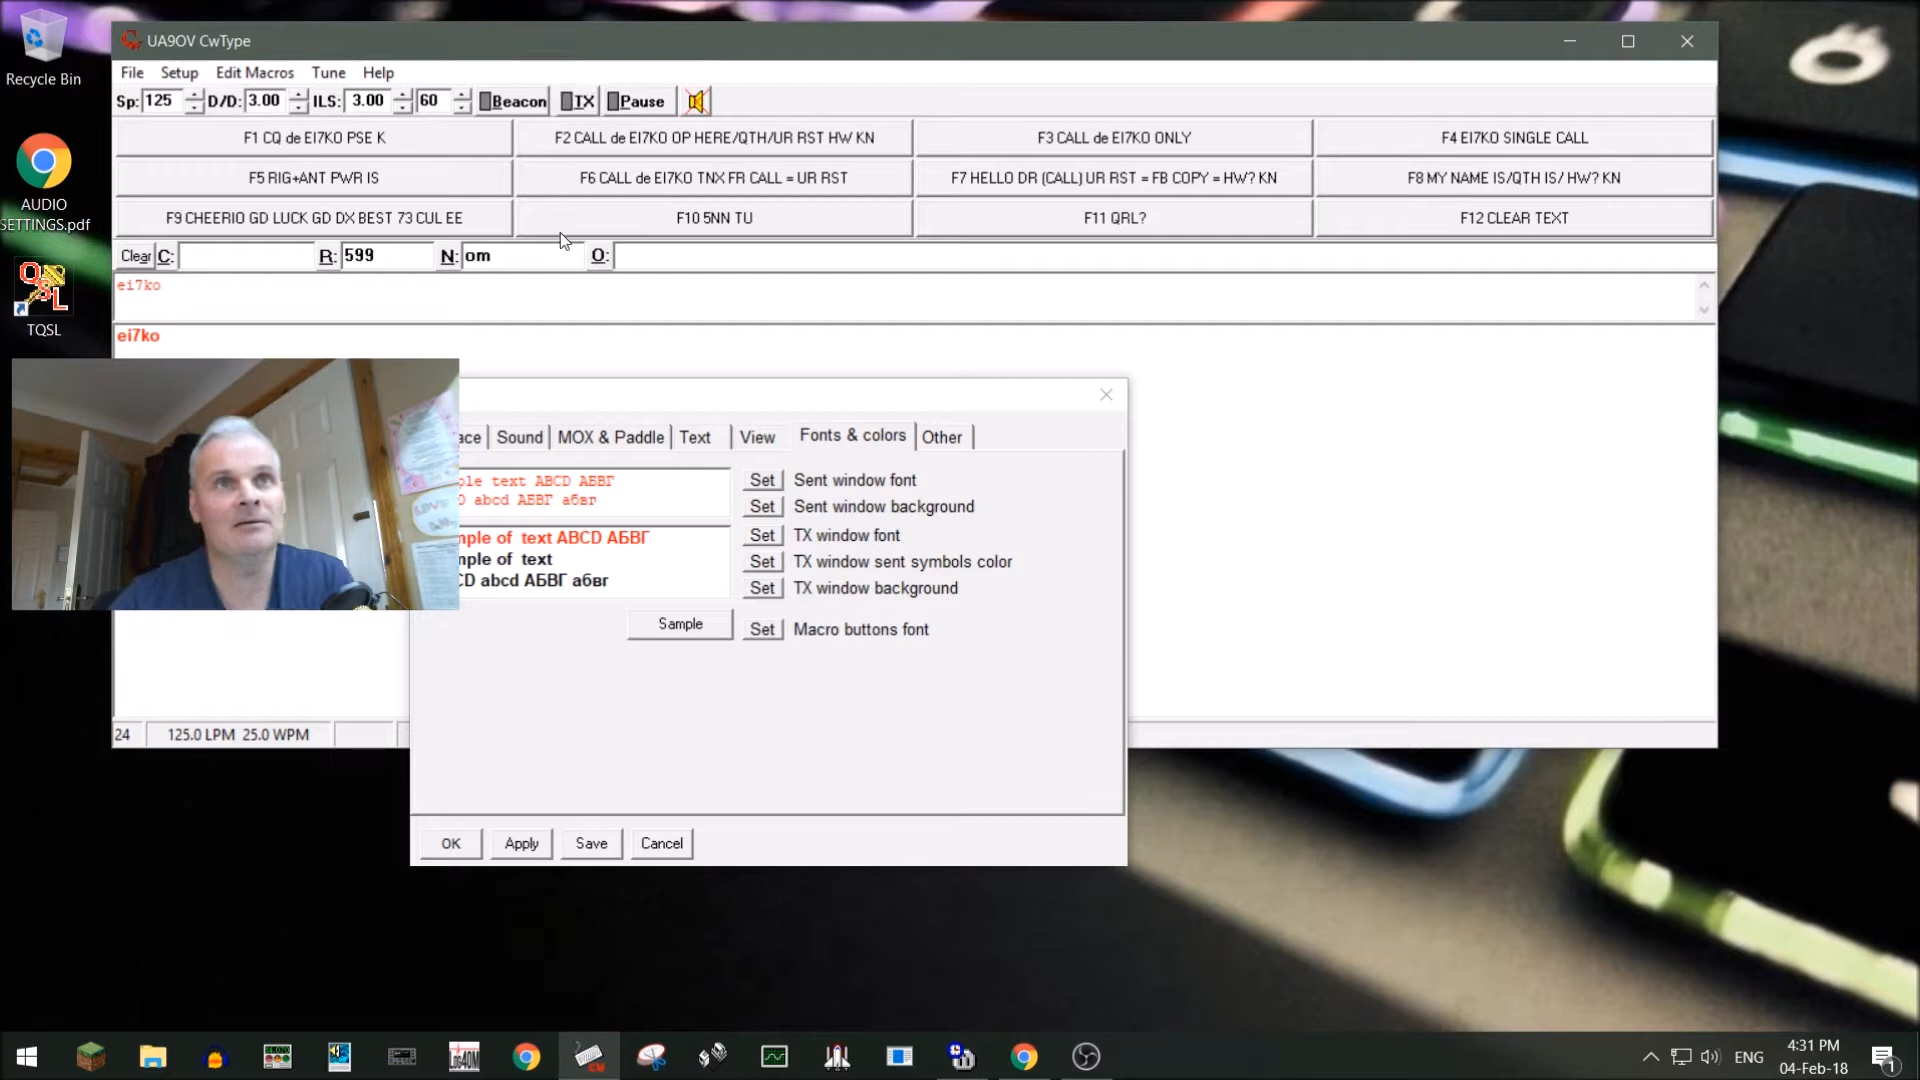 Recycle Bin
AUDIO
SETTINGS.pdf
TQSL
UA9OV CwType
File Setup Edit Macros Tune Help
Sp: 125 D/D: 3.00 ILS: 3.00 60 Beacon TX Pause
F1 CQ de EI7KO PSE K
F2 CALL de EI7KO OP HERE/QTH/UR RST HW KN
F3 CALL de EI7KO ONLY
F4 EI7KO SINGLE CALL
F5 RIG+ANT PWR IS
F6 CALL de EI7KO TNX FR CALL = UR RST
F7 HELLO DR (CALL) UR RST = FB COPY = HW? KN
F8 MY NAME IS/QTH IS/ HW? KN
F9 CHEERIO GD LUCK GD DX BEST 73 CUL EE
F10 5NN TU
F11 QRL?
F12 CLEAR TEXT
Clear C: R: 599 N: om O:
ei7ko
ei7ko
ace Sound MOX & Paddle Text View Fonts & colors Other
ple text ABCD АБВГ
D abcd АБВГ абвг
mple of text ABCD АБВГ
mple of text
CD abcd АБВГ абвг
Sample
Set Sent window font
Set Sent window background
Set TX window font
Set TX window sent symbols color
Set TX window background
Set Macro buttons font
24 125.0 LPM 25.0 WPM
OK Apply Save Cancel
ENG
4:31 PM
04-Feb-18
1